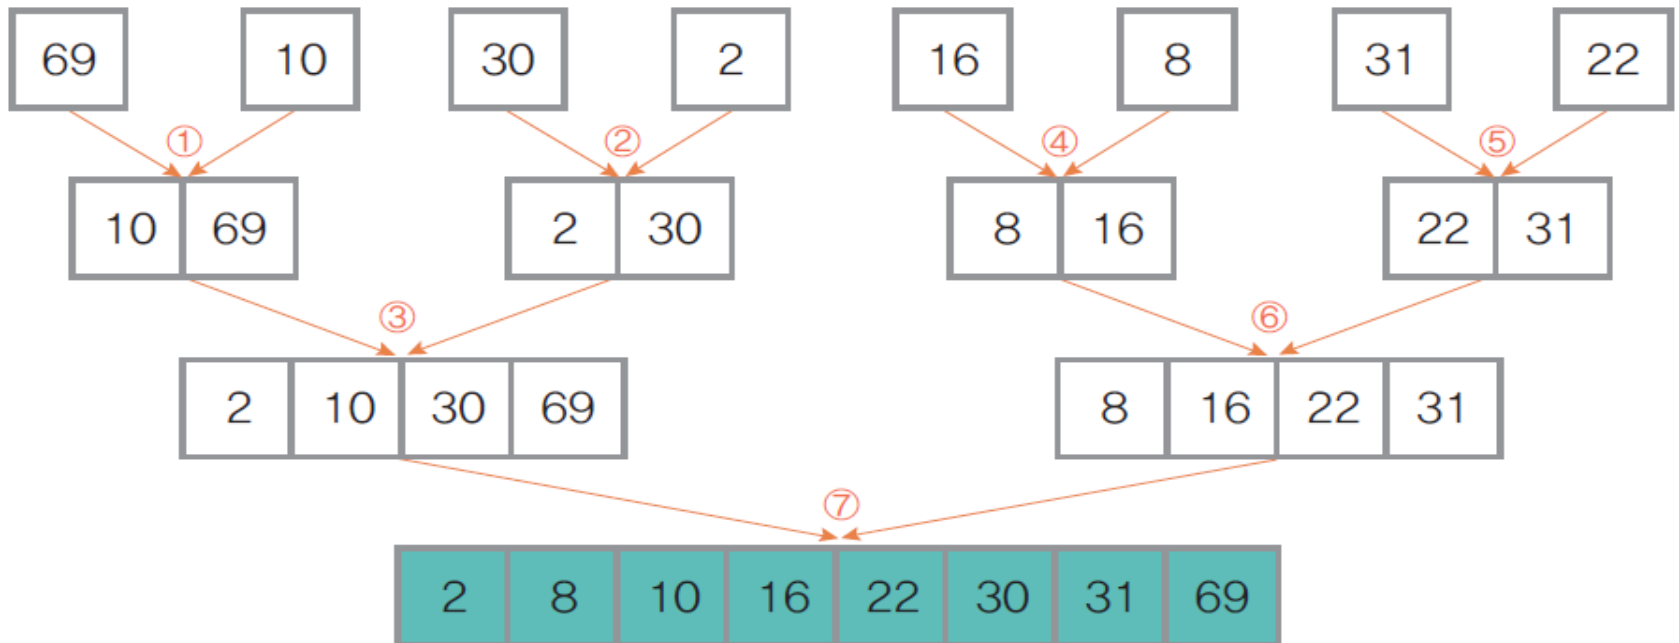 69 10 30 2 16 8 31 22
① ② ④ ⑤
10 69 2 30 8 16 22 31
③ ⑥
2 10 30 69 8 16 22 31
⑦
2 8 10 16 22 30 31 69